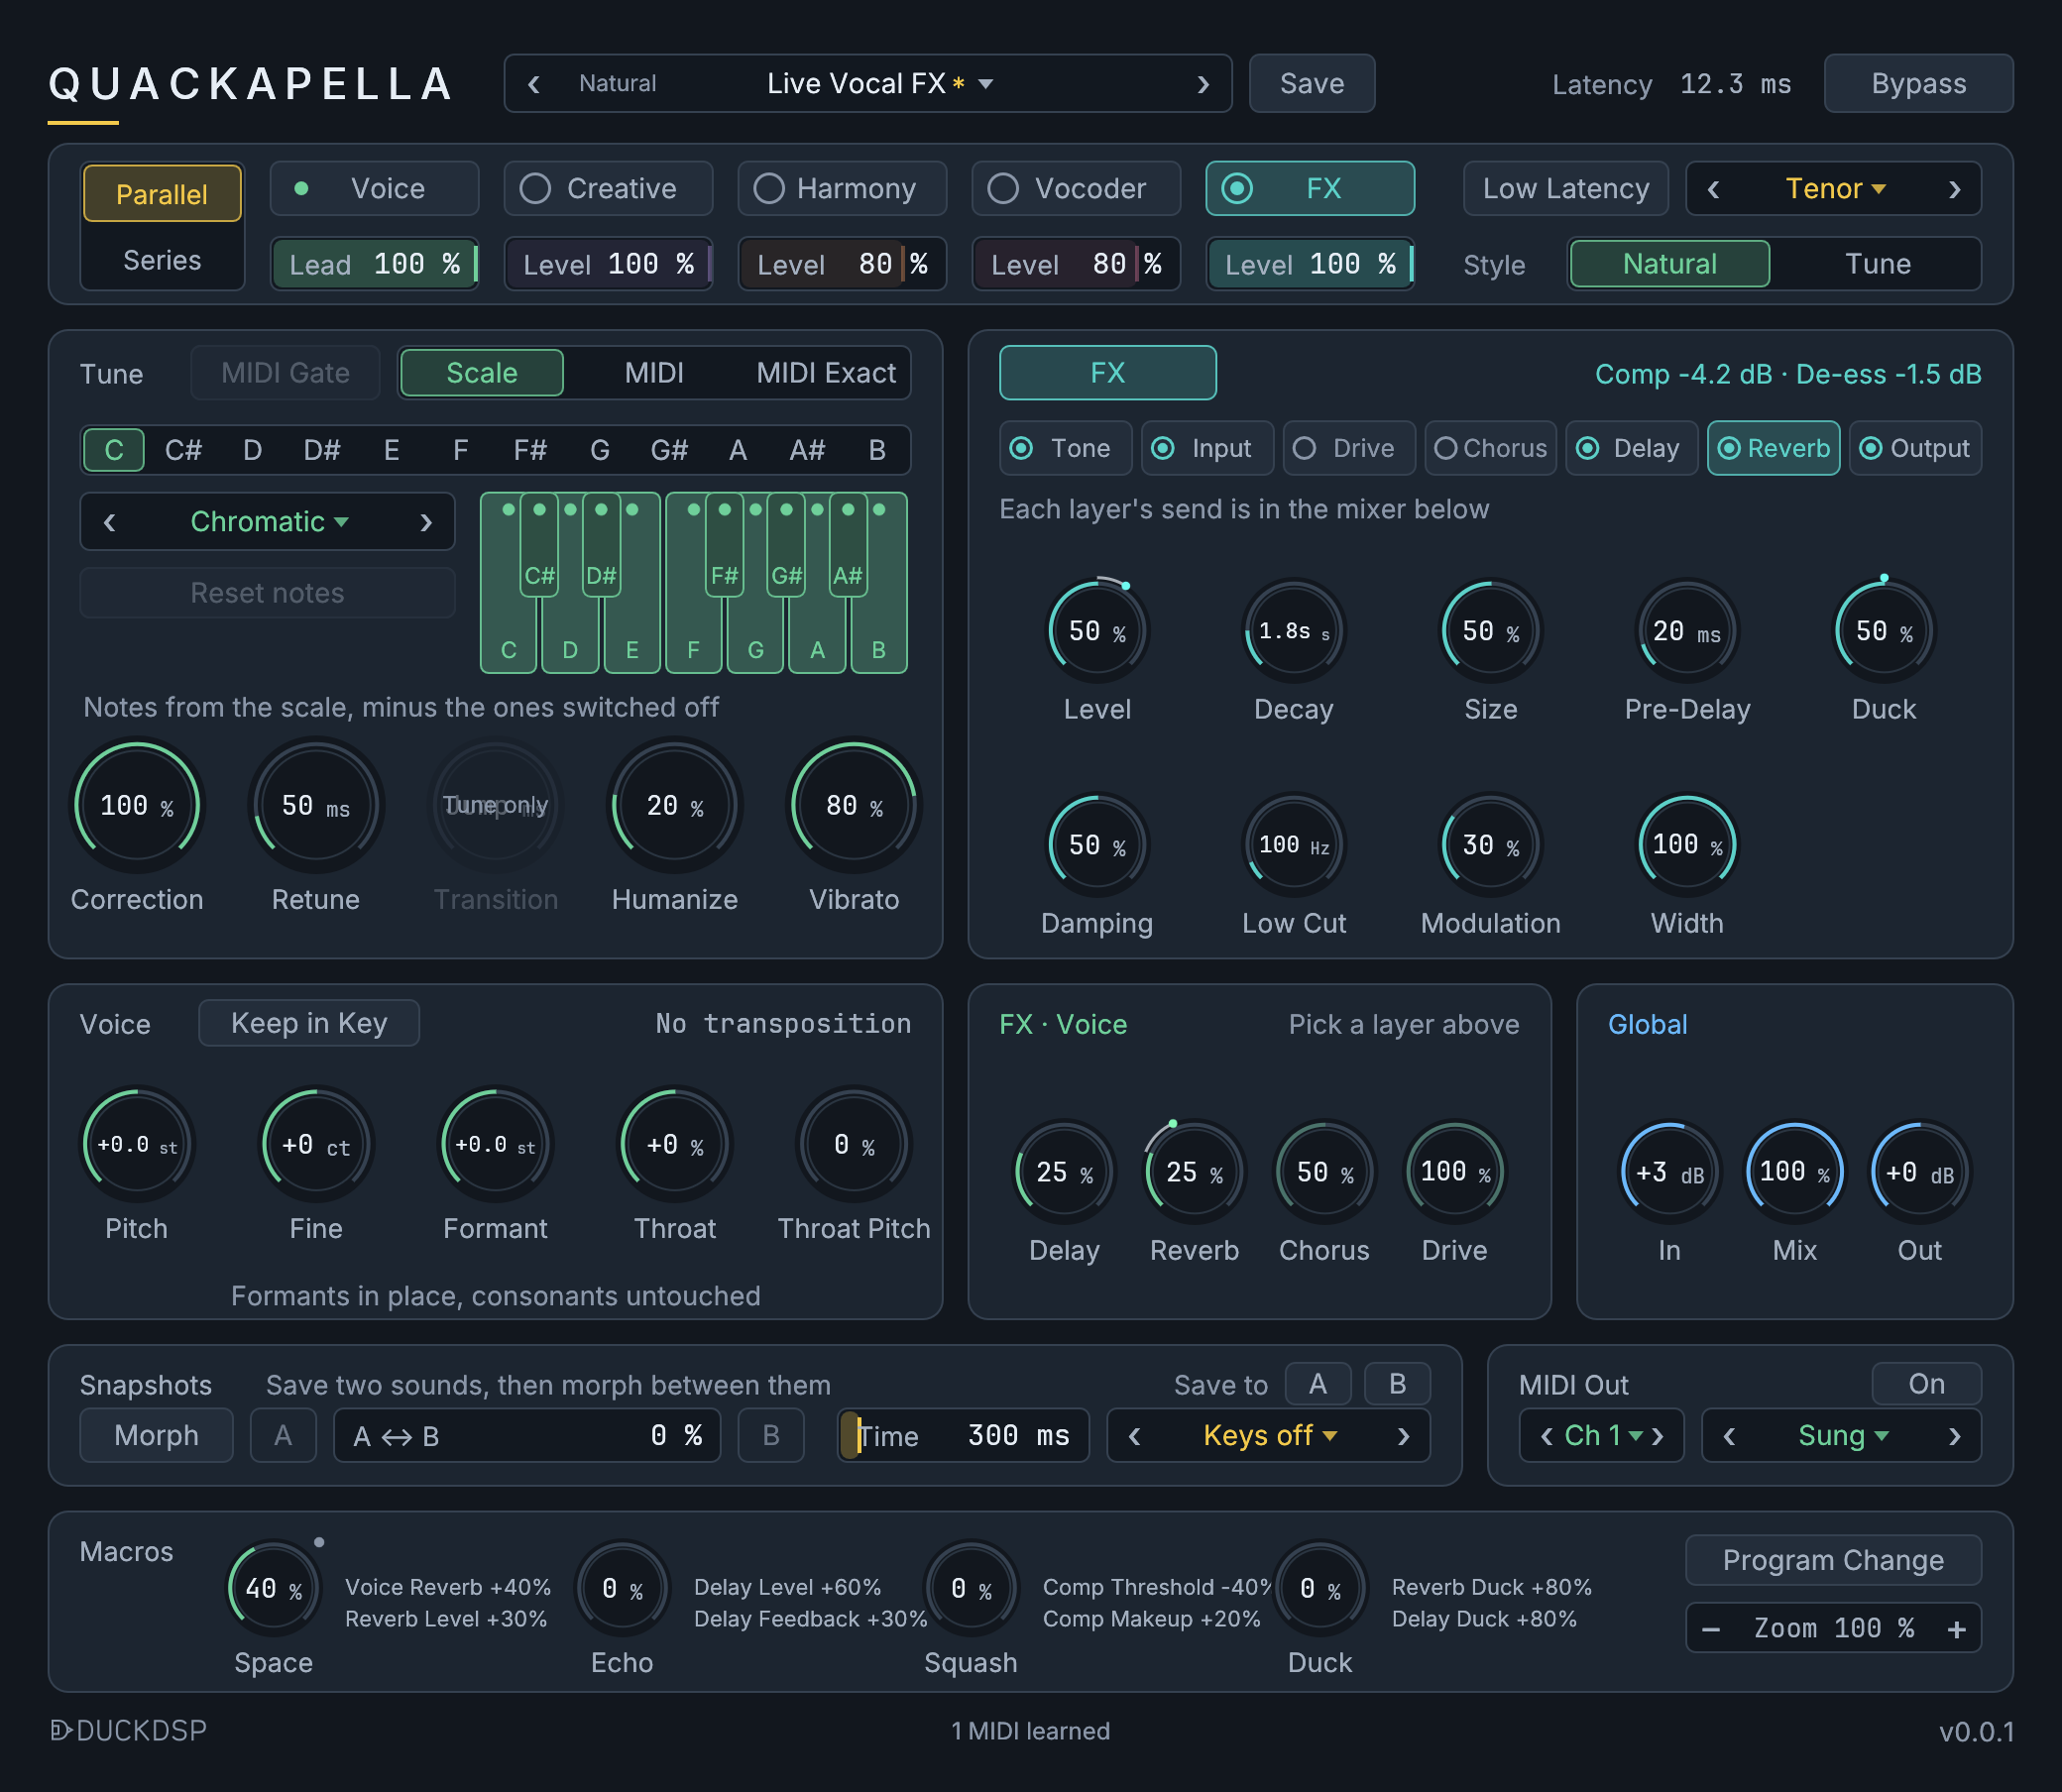 QUACKAPELLA
‹ Natural Live Vocal FX * ›
Save
Latency 12.3 ms
Bypass
Parallel
Voice
Creative
Harmony
Vocoder
FX
Low Latency
‹ Tenor ›
Series
Lead 100 %
Level 100 %
Level 80 %
Level 80 %
Level 100 %
Style
Natural
Tune
Tune
MIDI Gate
Scale
MIDI
MIDI Exact
C C# D D# E F F# G G# A A# B
‹ Chromatic ›
Reset notes
C# D# F# G# A#
C D E F G A B
Notes from the scale, minus the ones switched off
100 %
50 ms
Tune only
20 %
80 %
Correction
Retune
Transition
Humanize
Vibrato
FX
Comp -4.2 dB · De-ess -1.5 dB
Tone
Input
Drive
Chorus
Delay
Reverb
Output
Each layer's send is in the mixer below
50 %
1.8s s
50 %
20 ms
50 %
Level
Decay
Size
Pre-Delay
Duck
50 %
100 Hz
30 %
100 %
Damping
Low Cut
Modulation
Width
Voice
Keep in Key
No transposition
+0.0 st
+0 ct
+0.0 st
+0 %
0 %
Pitch
Fine
Formant
Throat
Throat Pitch
Formants in place, consonants untouched
FX · Voice
Pick a layer above
25 %
25 %
50 %
100 %
Delay
Reverb
Chorus
Drive
Global
+3 dB
100 %
+0 dB
In
Mix
Out
Snapshots
Save two sounds, then morph between them
Save to
A
B
Morph
A
A ↔ B 0 %
B
Time 300 ms
‹ Keys off ›
MIDI Out
On
‹ Ch 1 ›
‹ Sung ›
Macros
40 %
Space
Voice Reverb +40%
Reverb Level +30%
0 %
Echo
Delay Level +60%
Delay Feedback +30%
0 %
Squash
Comp Threshold -40%
Comp Makeup +20%
0 %
Duck
Reverb Duck +80%
Delay Duck +80%
Program Change
− Zoom 100 % +
DUCKDSP
1 MIDI learned
v0.0.1